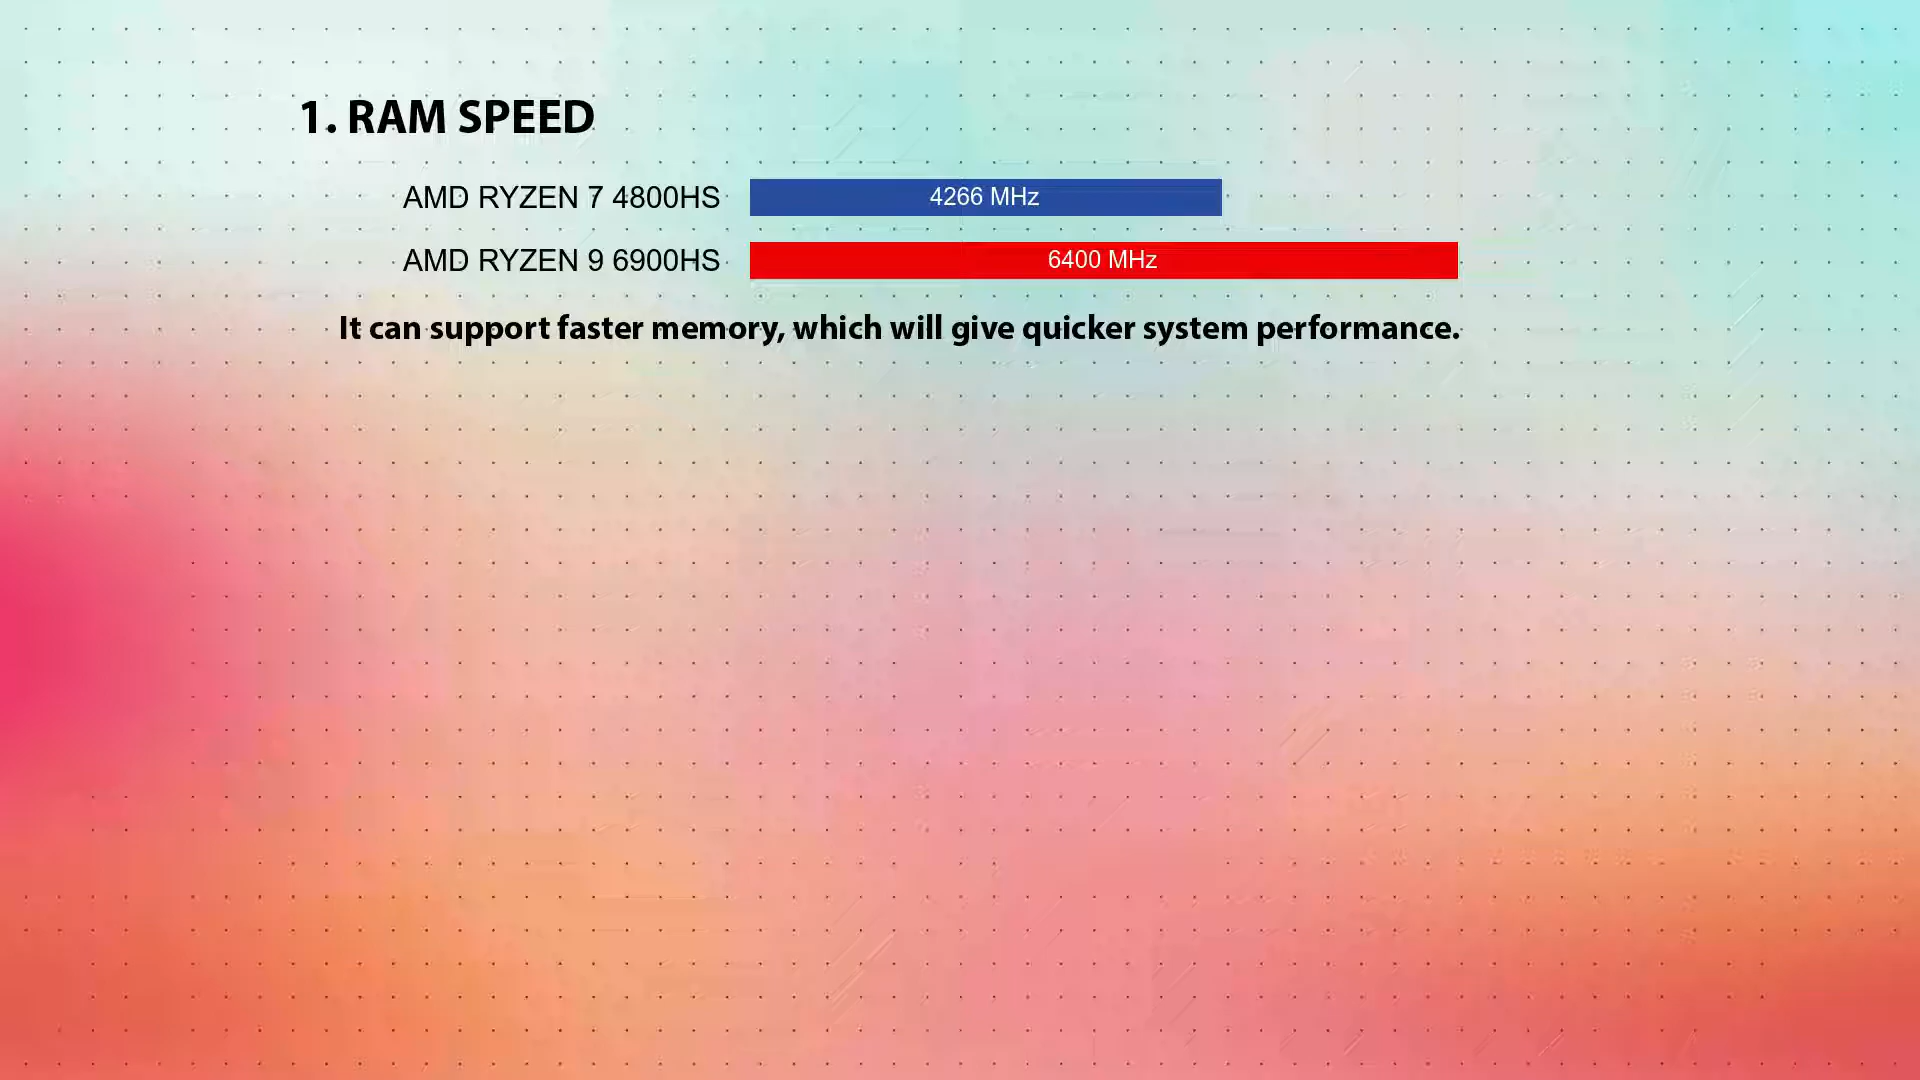 1. RAM SPEED
AMD RYZEN 7 4800HS 4266 MHz
AMD RYZEN 9 6900HS 6400 MHz
It can support faster memory, which will give quicker system performance.